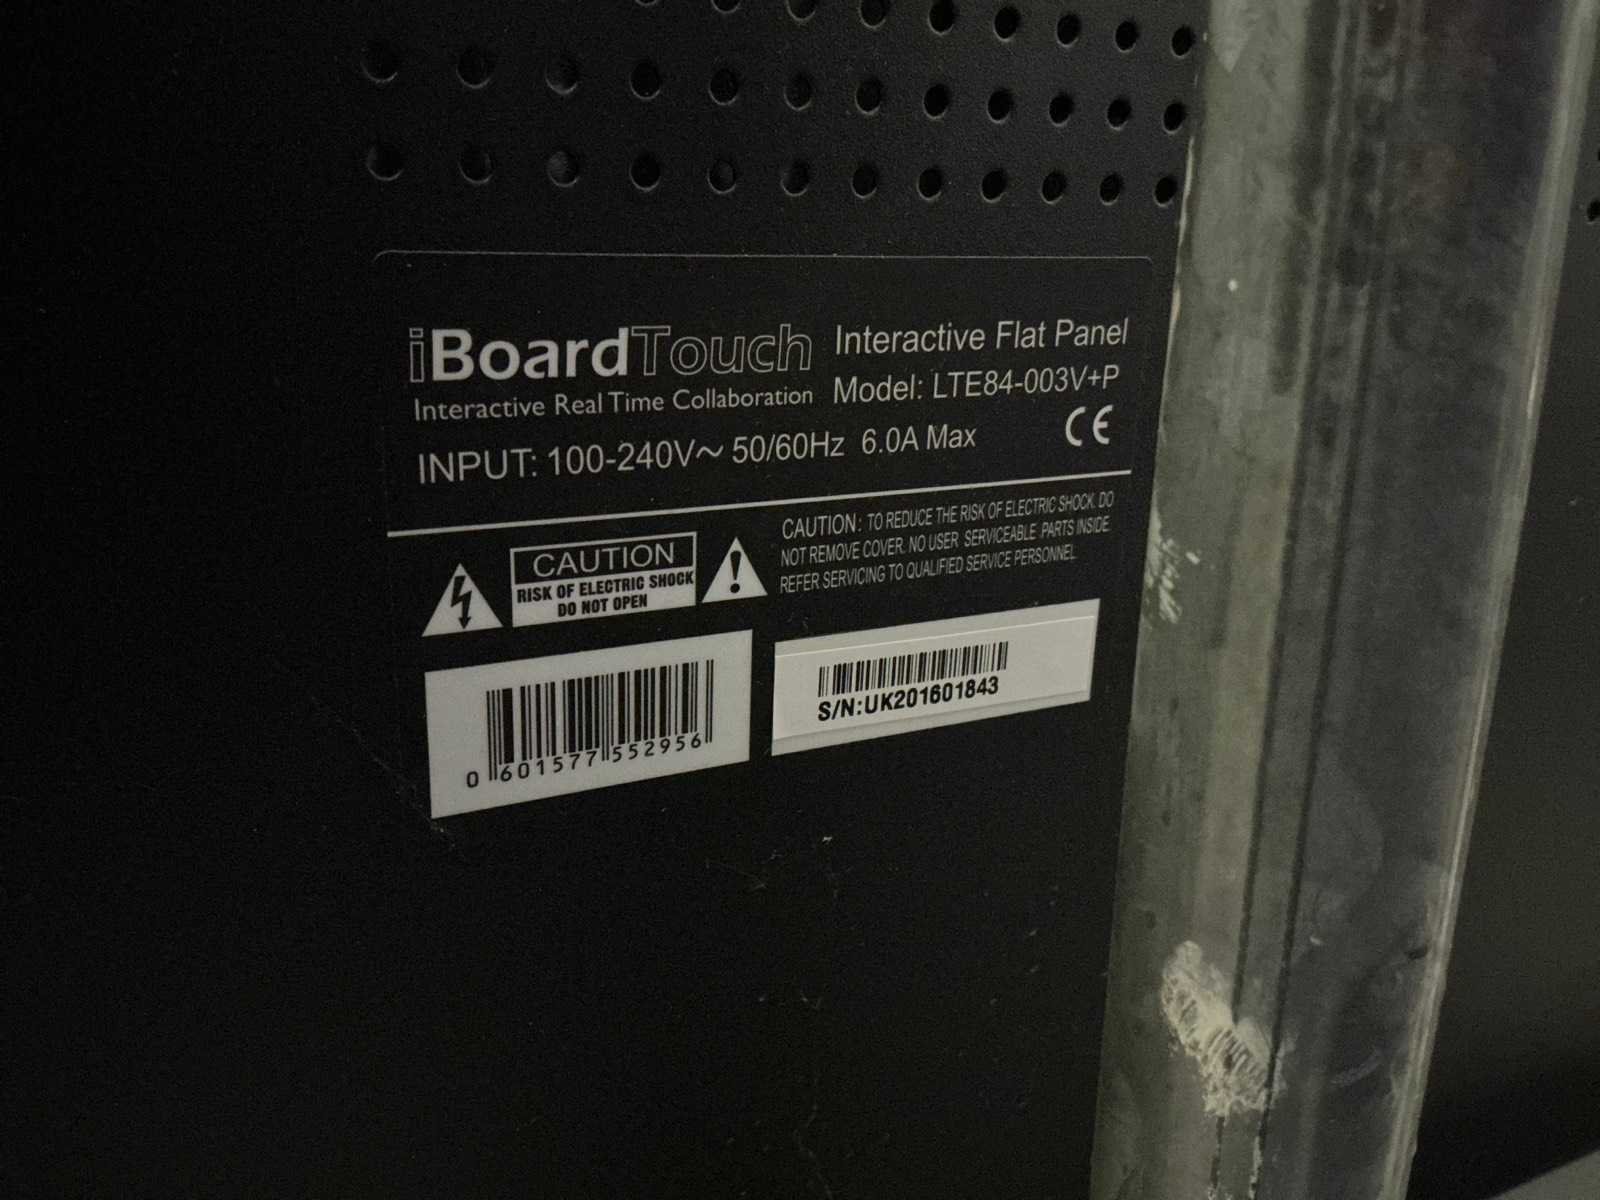 iBoardTouch
Interactive Real Time Collaboration
Interactive Flat Panel
Model: LTE84-003V+P
INPUT: 100-240V~ 50/60Hz 6.0A Max
CE
CAUTION
RISK OF ELECTRIC SHOCK
DO NOT OPEN
CAUTION: TO REDUCE THE RISK OF ELECTRIC SHOCK. DO
NOT REMOVE COVER. NO USER SERVICEABLE PARTS INSIDE.
REFER SERVICING TO QUALIFIED SERVICE PERSONNEL.
0 601577 552956
S/N:UK201601843